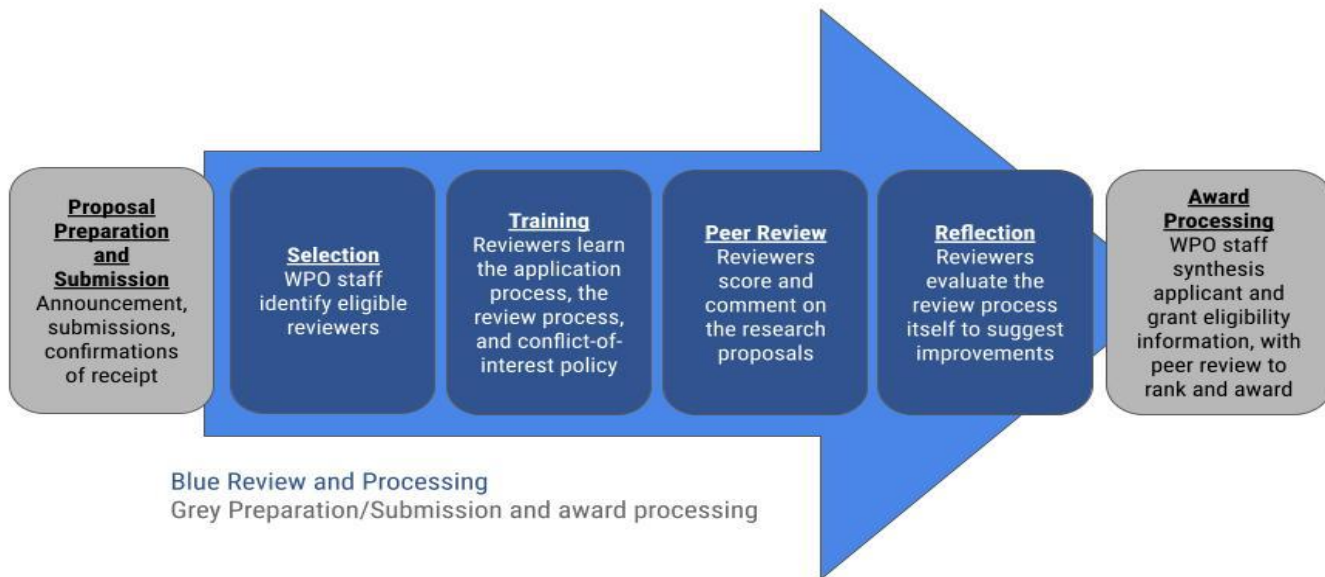 Proposal
Preparation
and
Submission
Announcement,
submissions,
confirmations
of receipt
Selection
WPO staff
identify eligible
reviewers
Training
Reviewers learn
the application
process, the
review process,
and conflict-of-
interest policy
Peer Review
Reviewers
score and
comment on
the research
proposals
Reflection
Reviewers
evaluate the
review process
itself to suggest
improvements
Award
Processing
WPO staff
synthesis
applicant and
grant eligibility
information, with
peer review to
rank and award
Blue Review and Processing
Grey Preparation/Submission and award processing